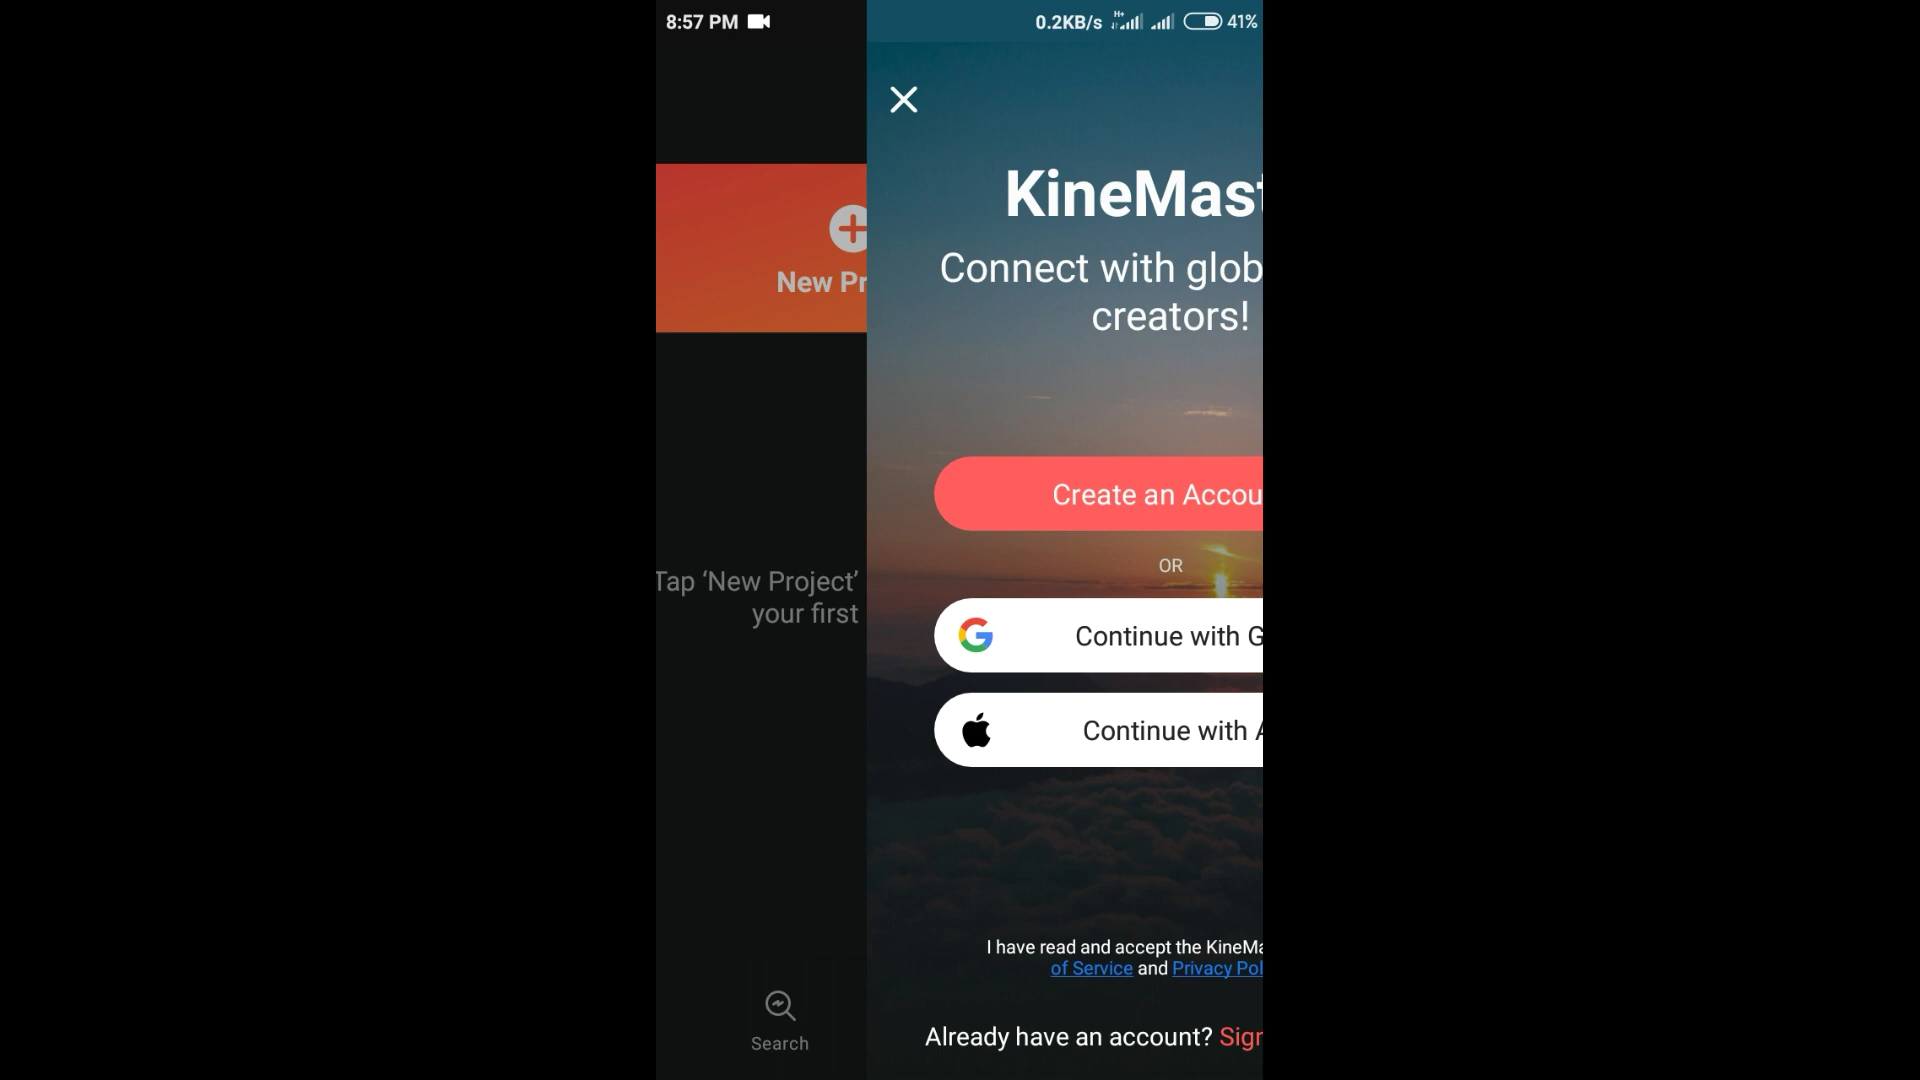 8:57 PM
0.2KB/s H+ 41%
New Pr
Tap ‘New Project’
your first
Search
KineMast
Connect with glob
creators!
Create an Accou
OR
Continue with G
Continue with A
I have read and accept the KineMa
of Service and Privacy Pol
Already have an account? Sign